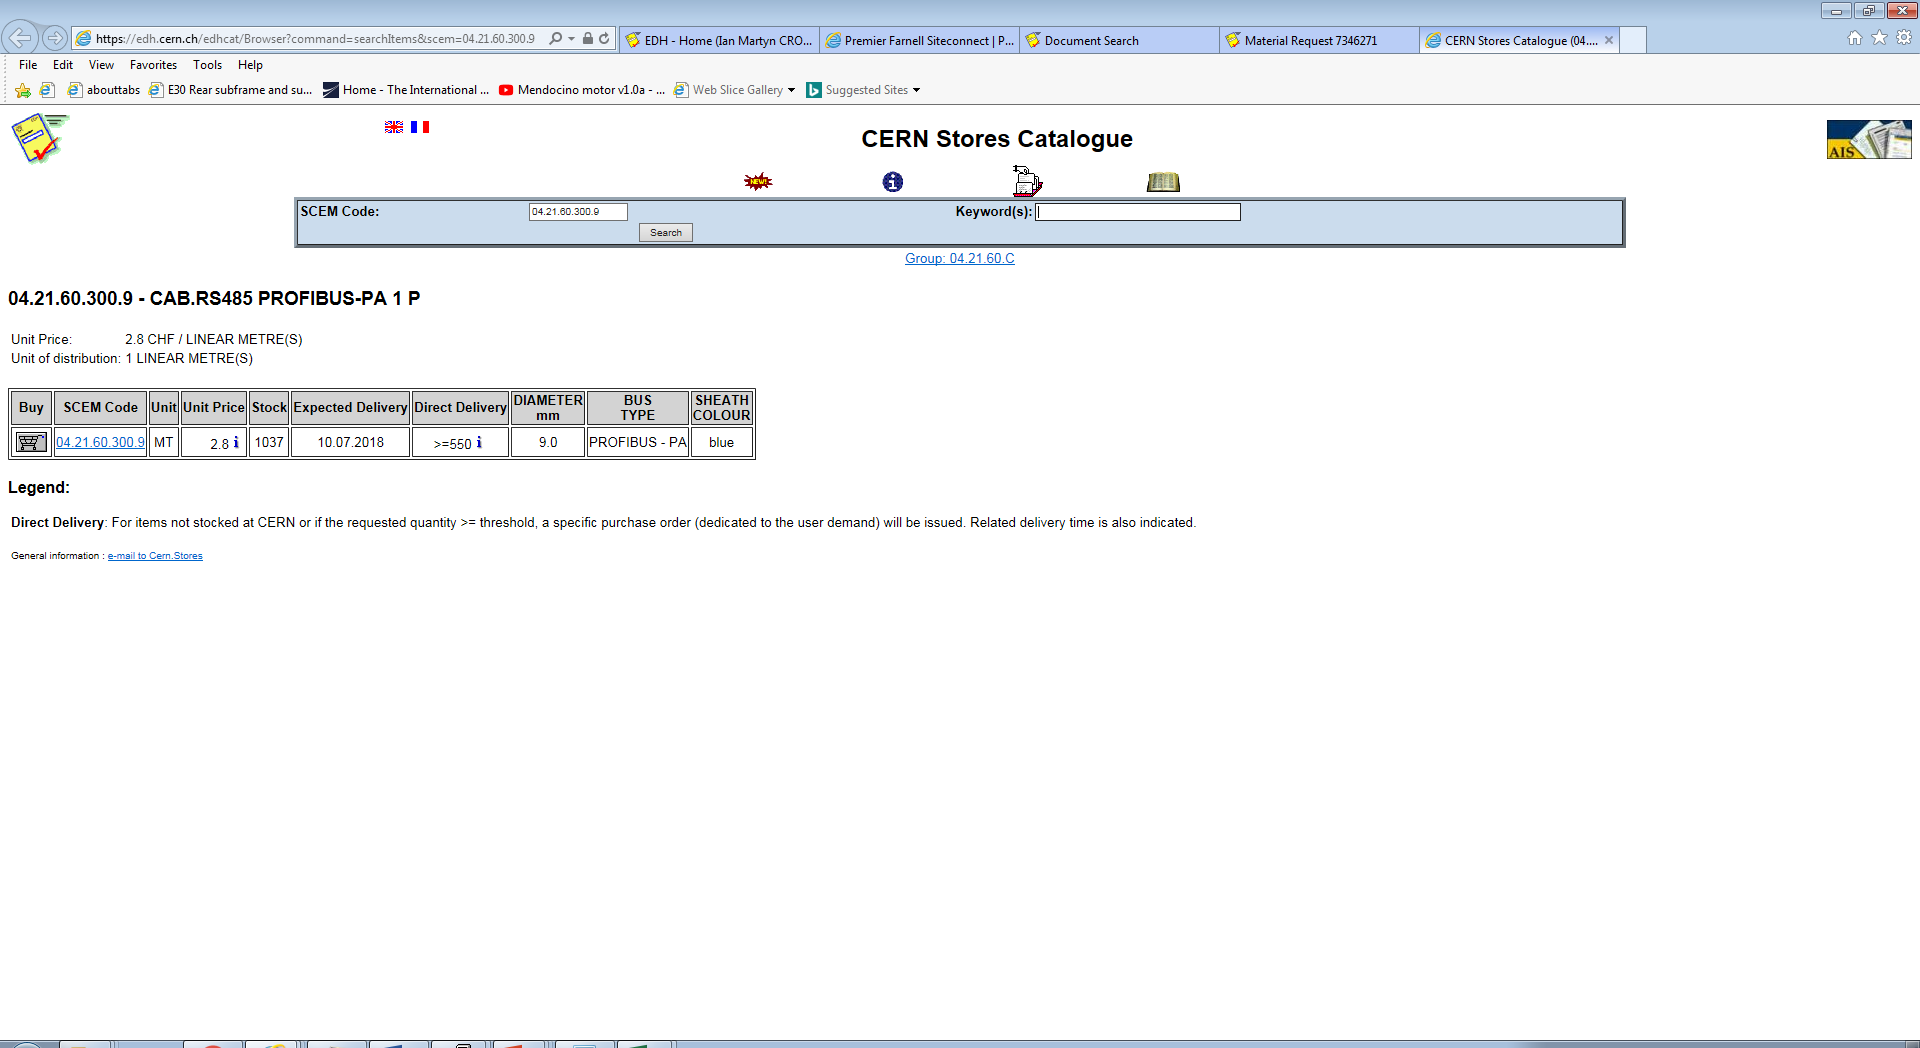 https://edh.cern.ch/edhcat/Browser?command=searchItems&scem=04.21.60.300.9
EDH - Home (Ian Martyn CRO...
Premier Farnell Siteconnect | P...
Document Search
Material Request 7346271
CERN Stores Catalogue (04....
File Edit View Favorites Tools Help
abouttabs E30 Rear subframe and su... Home - The International ... Mendocino motor v1.0a - ... Web Slice Gallery Suggested Sites
CERN Stores Catalogue
AIS
NEW!
SCEM Code: 04.21.60.300.9 Keyword(s):
Search
Group: 04.21.60.C
04.21.60.300.9 - CAB.RS485 PROFIBUS-PA 1 P
Unit Price: 2.8 CHF / LINEAR METRE(S)
Unit of distribution: 1 LINEAR METRE(S)
Buy SCEM Code Unit Unit Price Stock Expected Delivery Direct Delivery DIAMETER mm BUS TYPE SHEATH COLOUR
04.21.60.300.9 MT 2.8 i 1037 10.07.2018 >=550 i 9.0 PROFIBUS - PA blue
Legend:
Direct Delivery: For items not stocked at CERN or if the requested quantity >= threshold, a specific purchase order (dedicated to the user demand) will be issued. Related delivery time is also indicated.
General information : e-mail to Cern.Stores